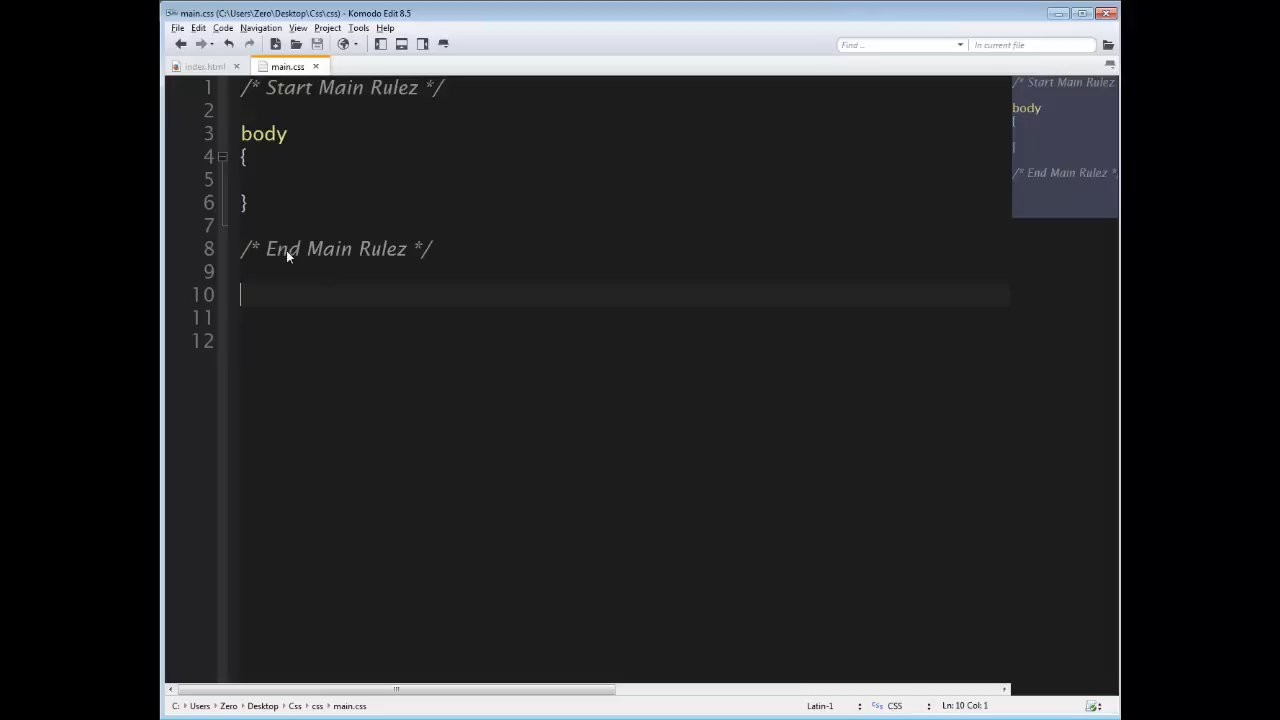 main.css (C:\Users\Zero\Desktop\Css\css) - Komodo Edit 8.5
File Edit Code Navigation View Project Tools Help
Find ... In current file
index.html main.css
1 /* Start Main Rulez */
2
3 body
4 {
5
6 }
7
8 /* End Main Rulez */
9
10
11
12
/* Start Main Rulez
body
{
}
/* End Main Rulez *
C: Users Zero Desktop Css css main.css Latin-1 CSS Ln: 10 Col: 1